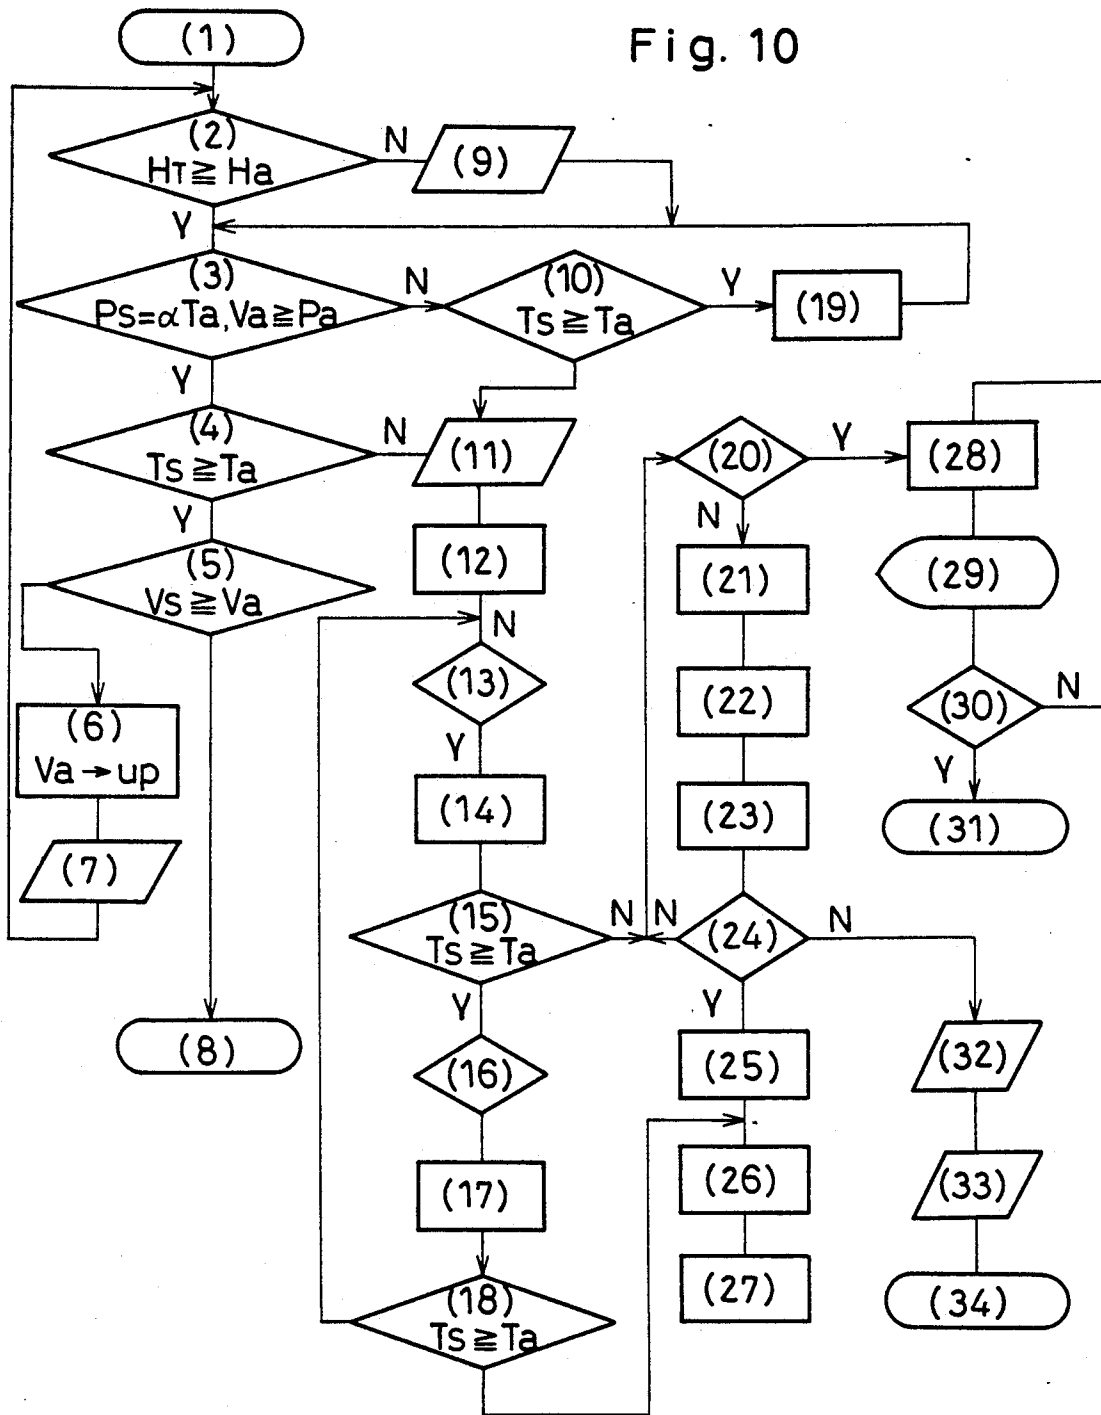 Fig. 10
(1)
(2)
HT ≧ Ha
N
(9)
Y
(3)
Ps=αTa,Va≧Pa
N
(10)
Ts≧Ta
Y
(19)
Y
(4)
Ts≧Ta
N
(11)
Y
(5)
Vs≧Va
(12)
N
(6)
Va→up
(7)
(8)
(13)
Y
(14)
(15)
Ts≧Ta
N
Y
(16)
(17)
(18)
Ts≧Ta
(20)
Y
N
(21)
(22)
(23)
N
(24)
N
Y
(25)
(26)
(27)
(28)
(29)
(30)
N
Y
(31)
(32)
(33)
(34)